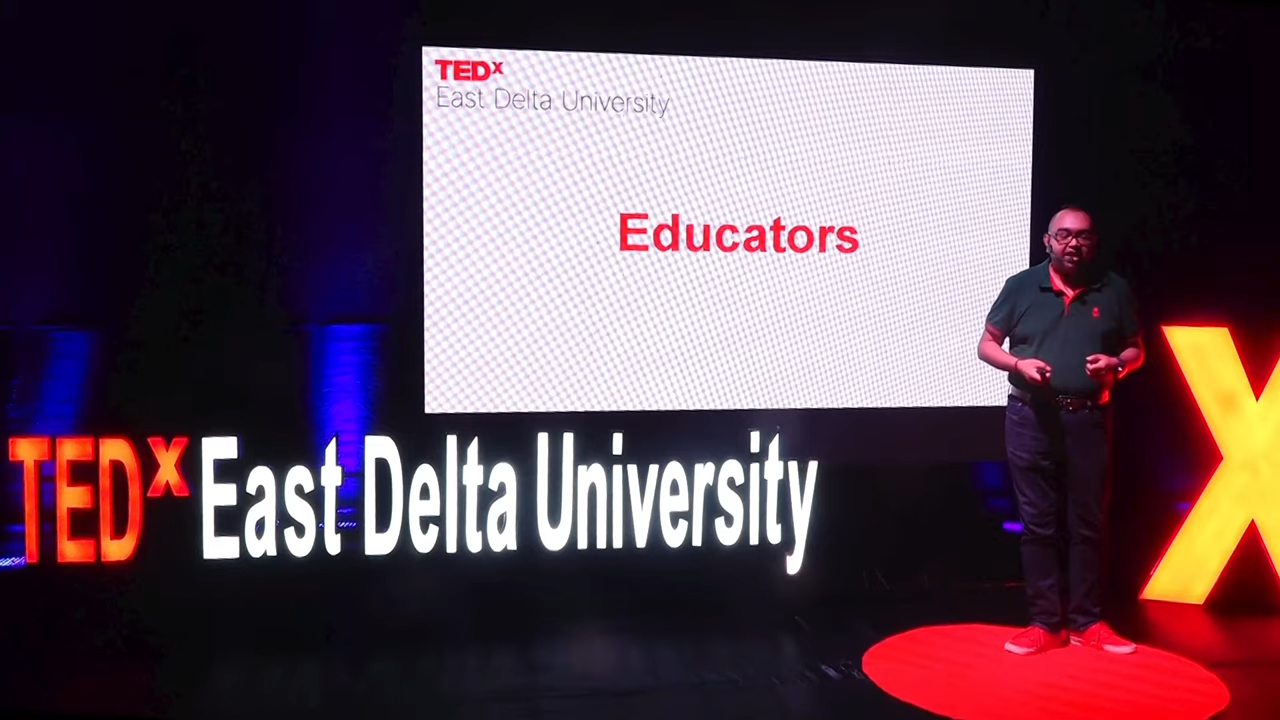 TEDx
East Delta University
Educators
TEDx East Delta University
X